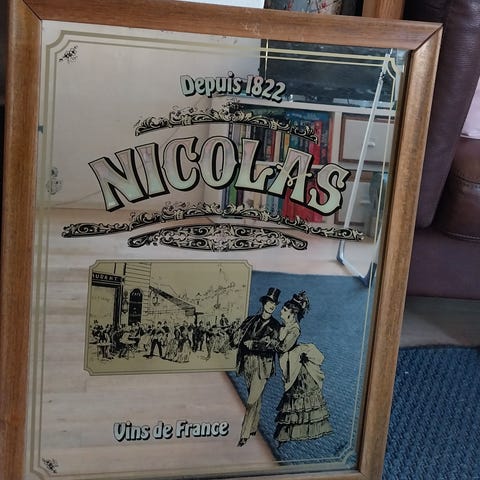 Depuis 1822
NICOLAS
Vins de France